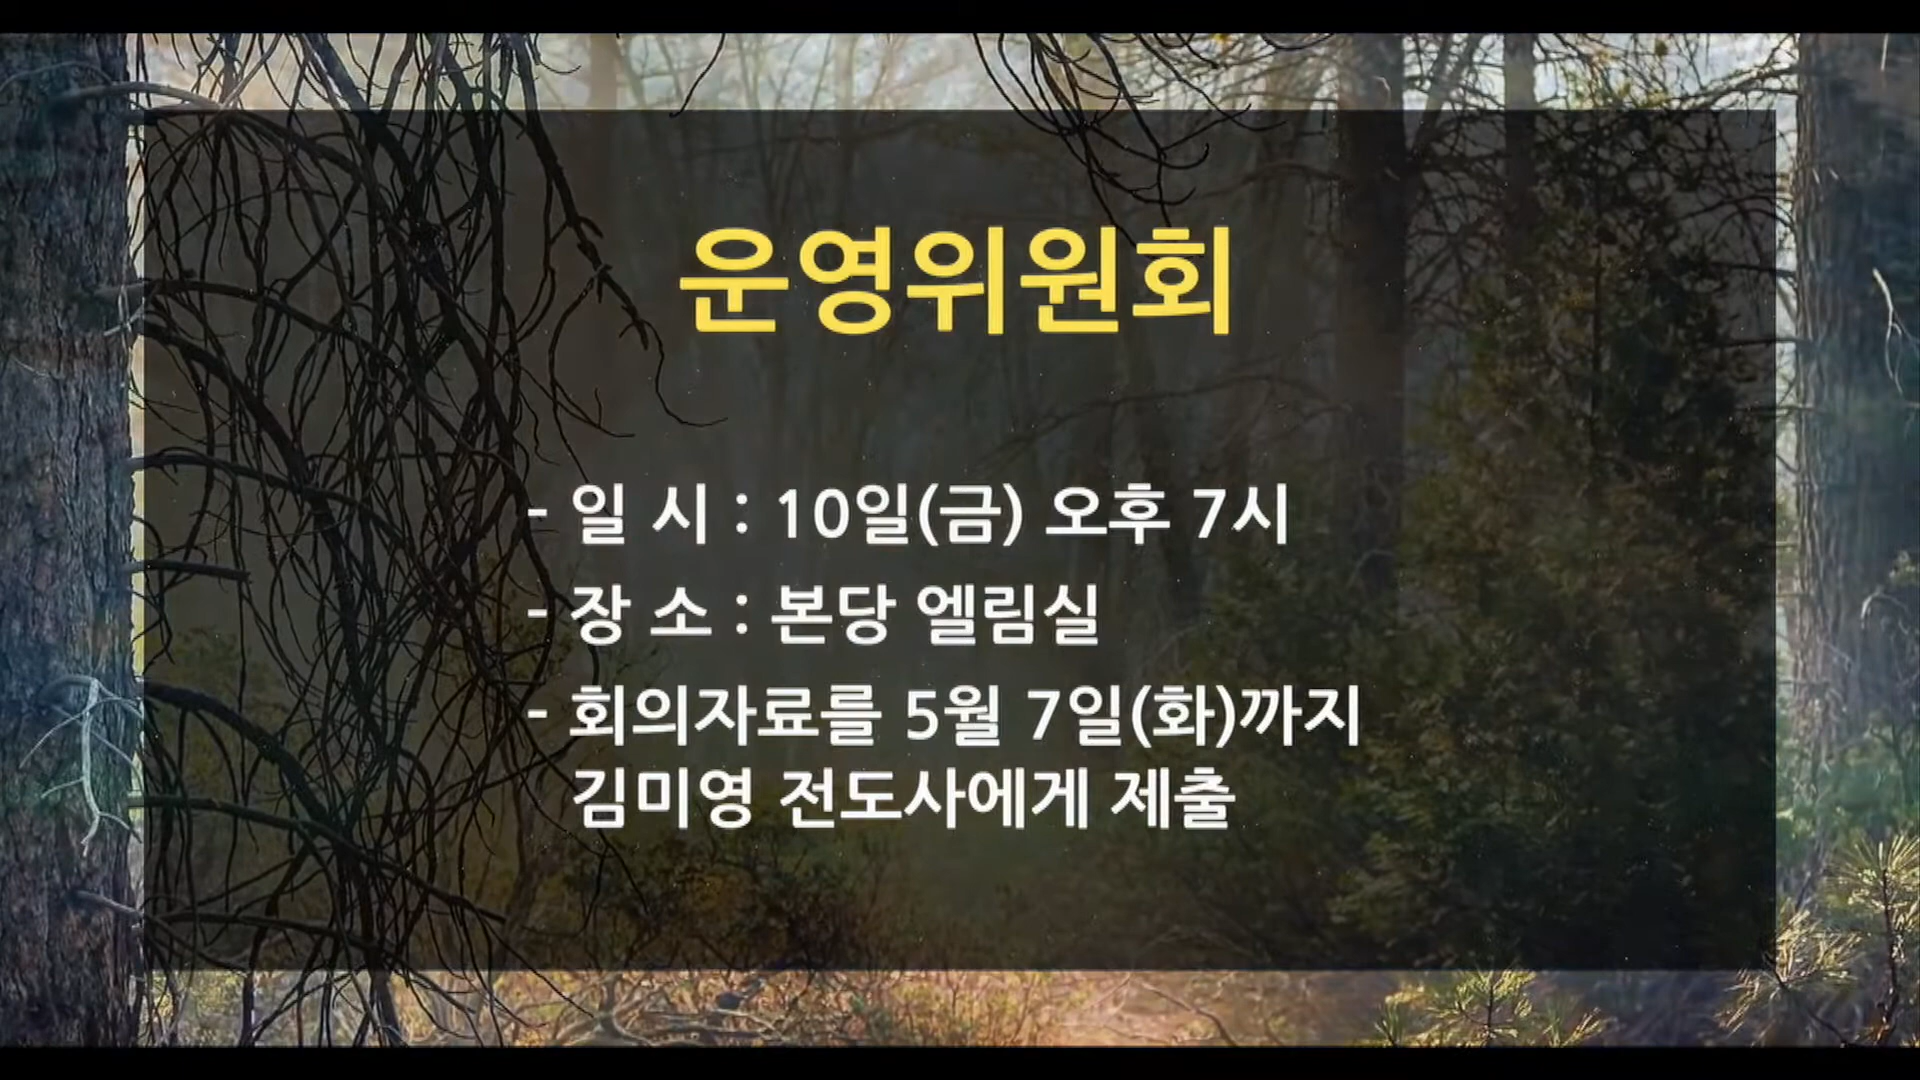 운영위원회
- 일 시 : 10일(금) 오후 7시
- 장 소 : 본당 엘림실
- 회의자료를 5월 7일(화)까지
김미영 전도사에게 제출